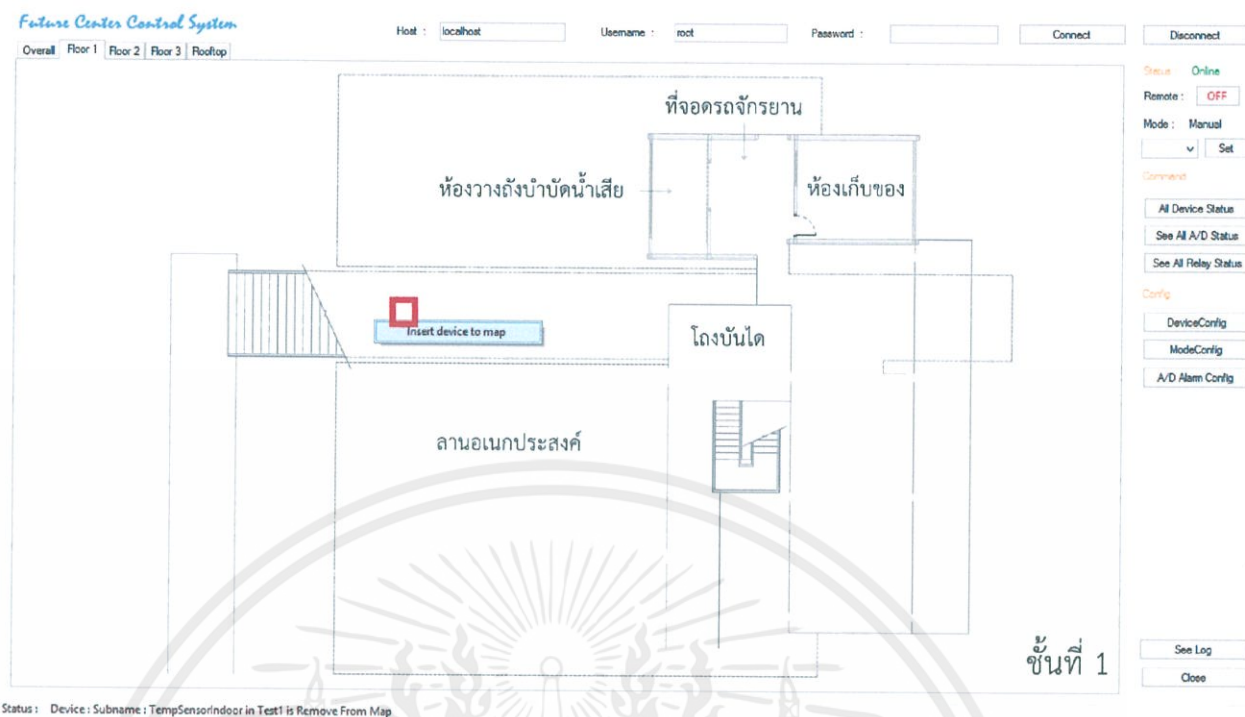 Future Center Control System
Host : localhost Username : root Password : Connect Disconnect
Overall Floor 1 Floor 2 Floor 3 Rooftop
Status Online
Remote : OFF
Mode : Manual
Set
Command
All Device Status
See All A/D Status
See All Relay Status
Config
DeviceConfig
ModeConfig
A/D Alarm Config
ที่จอดรถจักรยาน
ห้องวางถังบำบัดน้ำเสีย
ห้องเก็บของ
Insert device to map
โถงบันได
ลานอเนกประสงค์
ชั้นที่ 1
See Log
Close
Status : Device : Subname : TempSensorIndoor in Test1 is Remove From Map